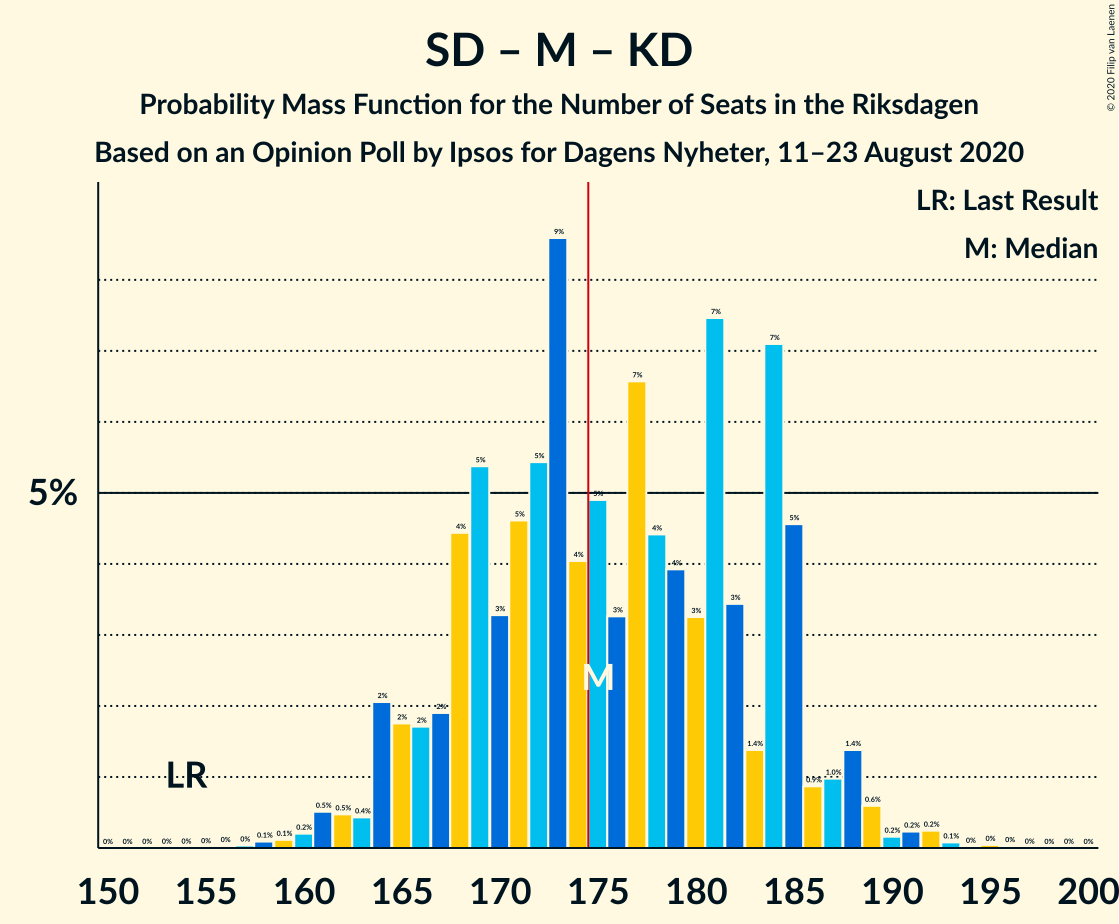 SD – M – KD
Probability Mass Function for the Number of Seats in the Riksdagen
Based on an Opinion Poll by Ipsos for Dagens Nyheter, 11–23 August 2020
© 2020 Filip van Laenen
LR: Last Result
M: Median
5%
LR
M
0% 0% 0% 0% 0% 0% 0% 0% 0.1% 0.1% 0.2% 0.5% 0.5% 0.4% 2% 2% 2% 2% 4% 5% 3% 5% 5% 9% 4% 5% 3% 7% 4% 4% 3% 7% 3% 1.4% 7% 5% 0.9% 1.0% 1.4% 0.6% 0.2% 0.2% 0.2% 0.1% 0% 0% 0% 0% 0% 0% 0%
150 155 160 165 170 175 180 185 190 195 200